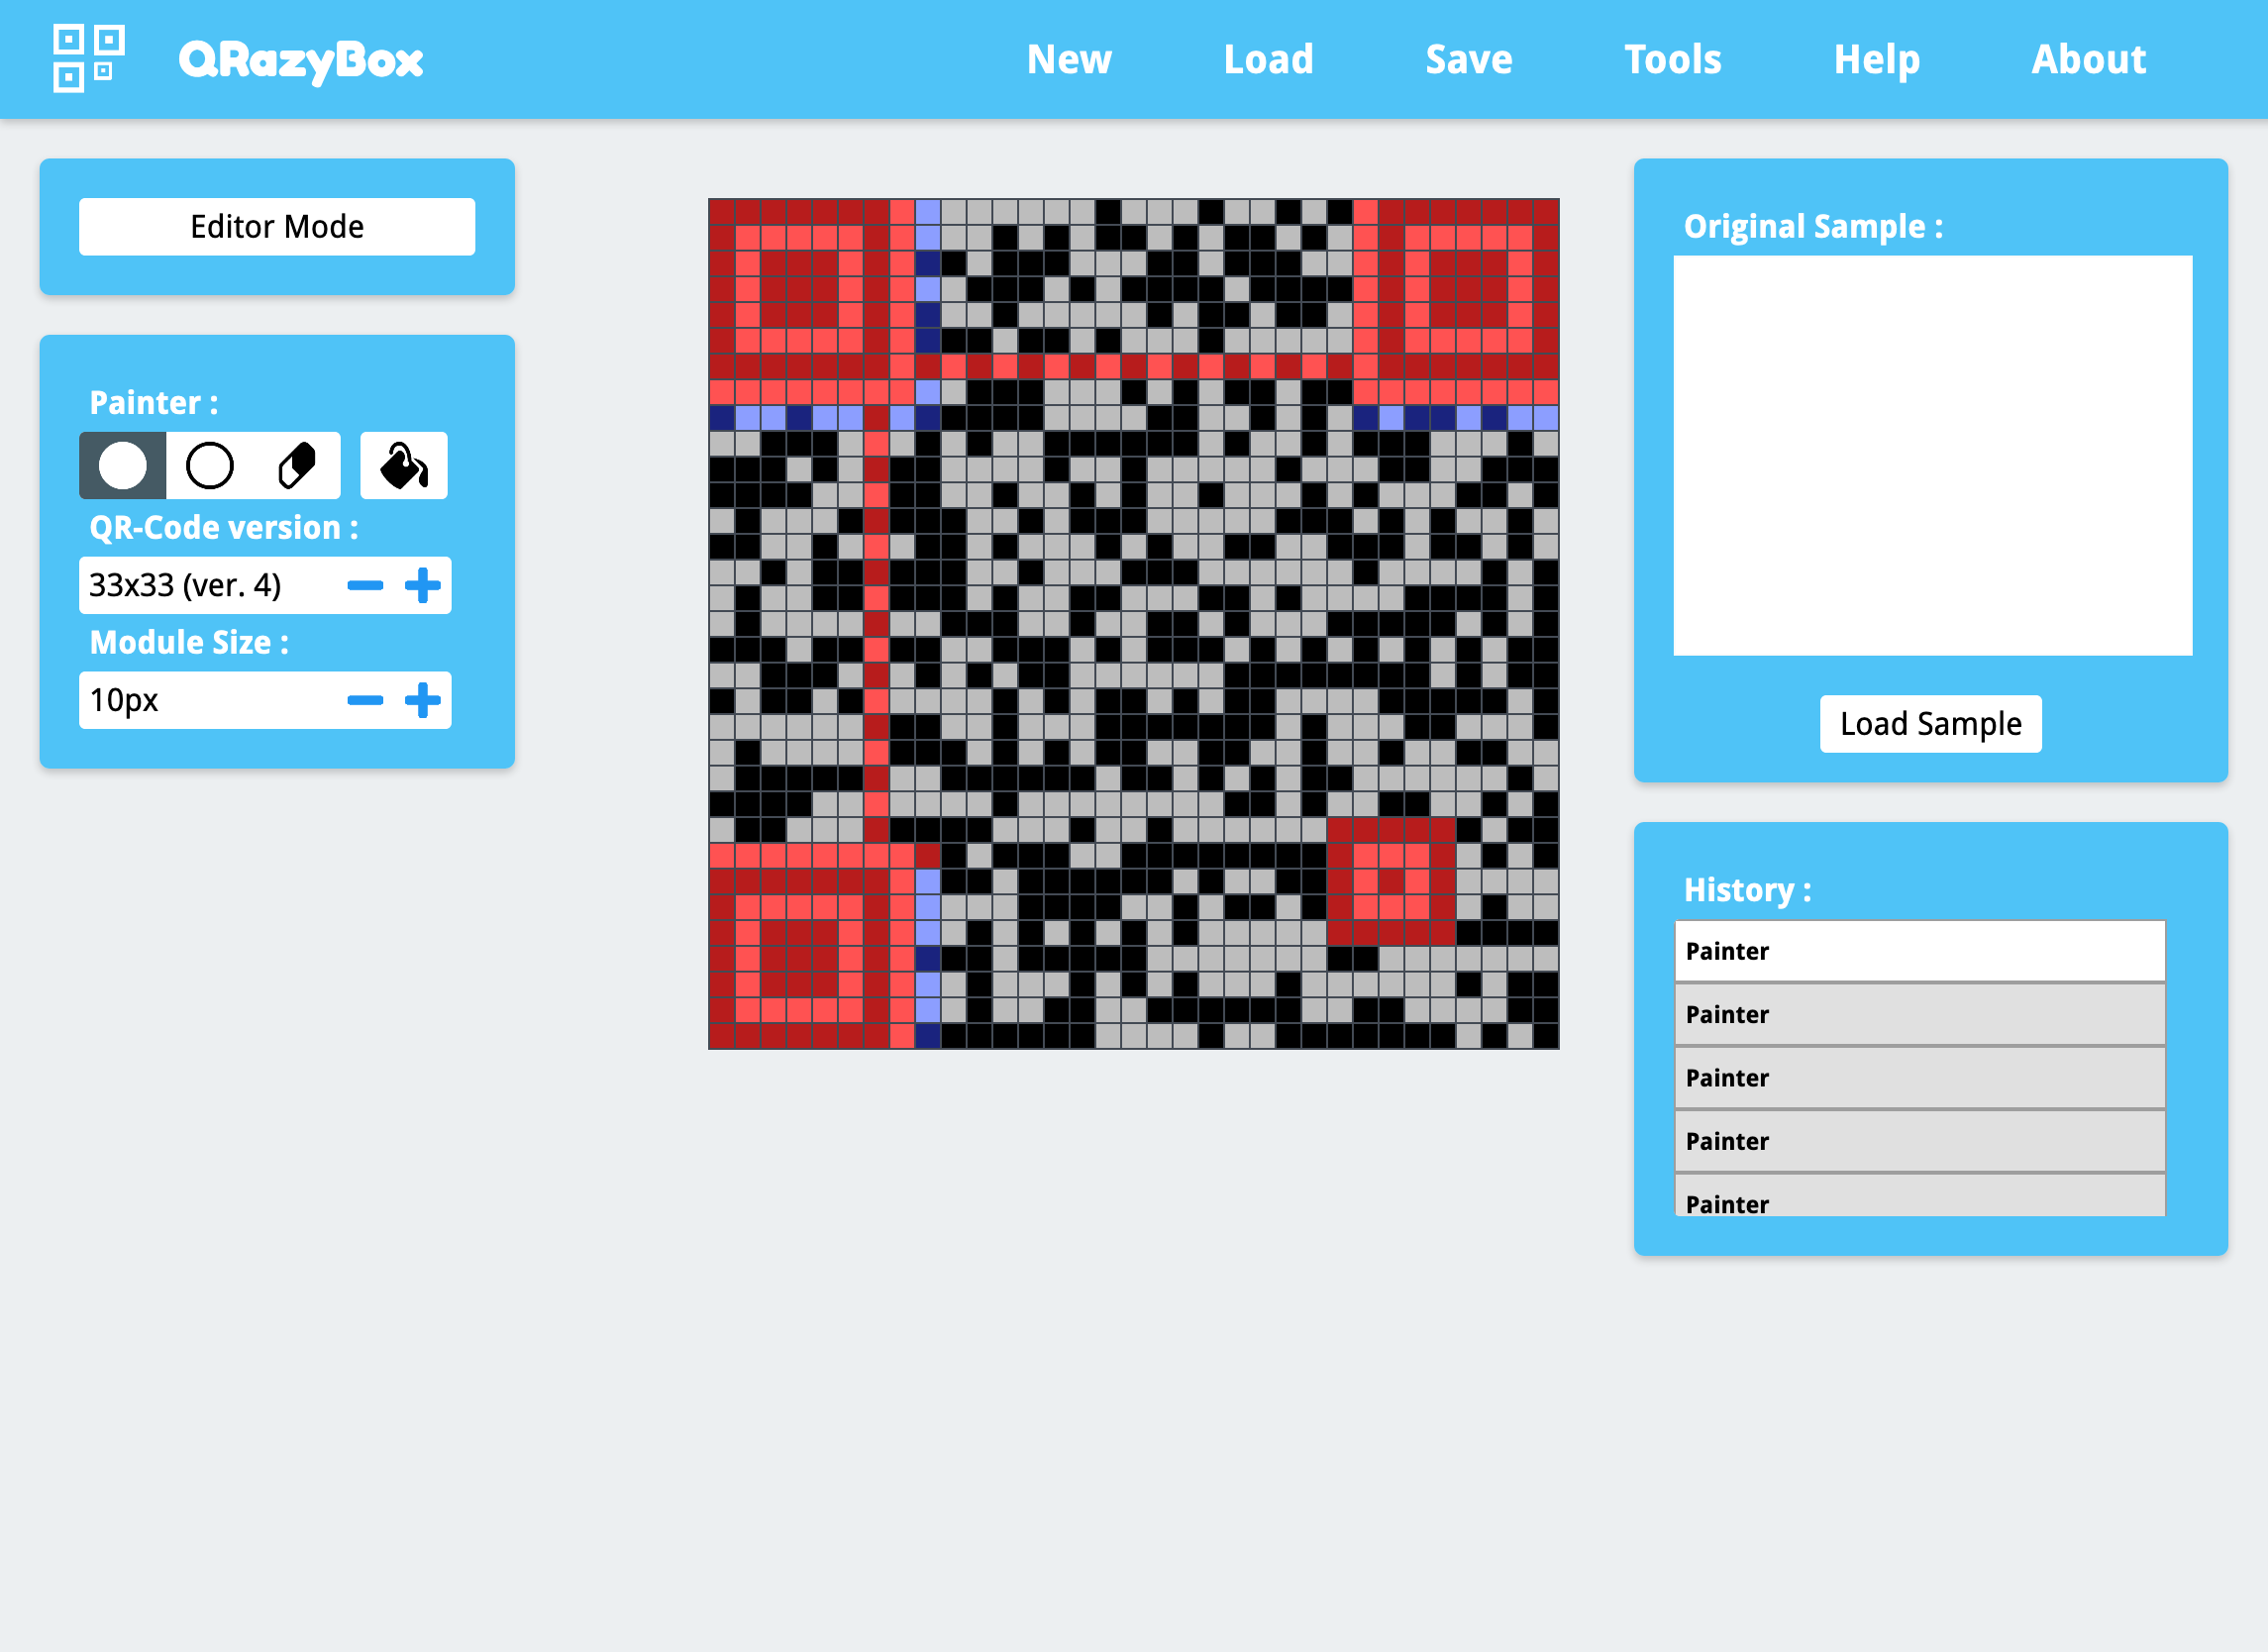 QRazyBox
New Load Save Tools Help About
Editor Mode
Painter :
QR-Code version :
33x33 (ver. 4)
Module Size :
10px
Original Sample :
Load Sample
History :
Painter
Painter
Painter
Painter
Painter